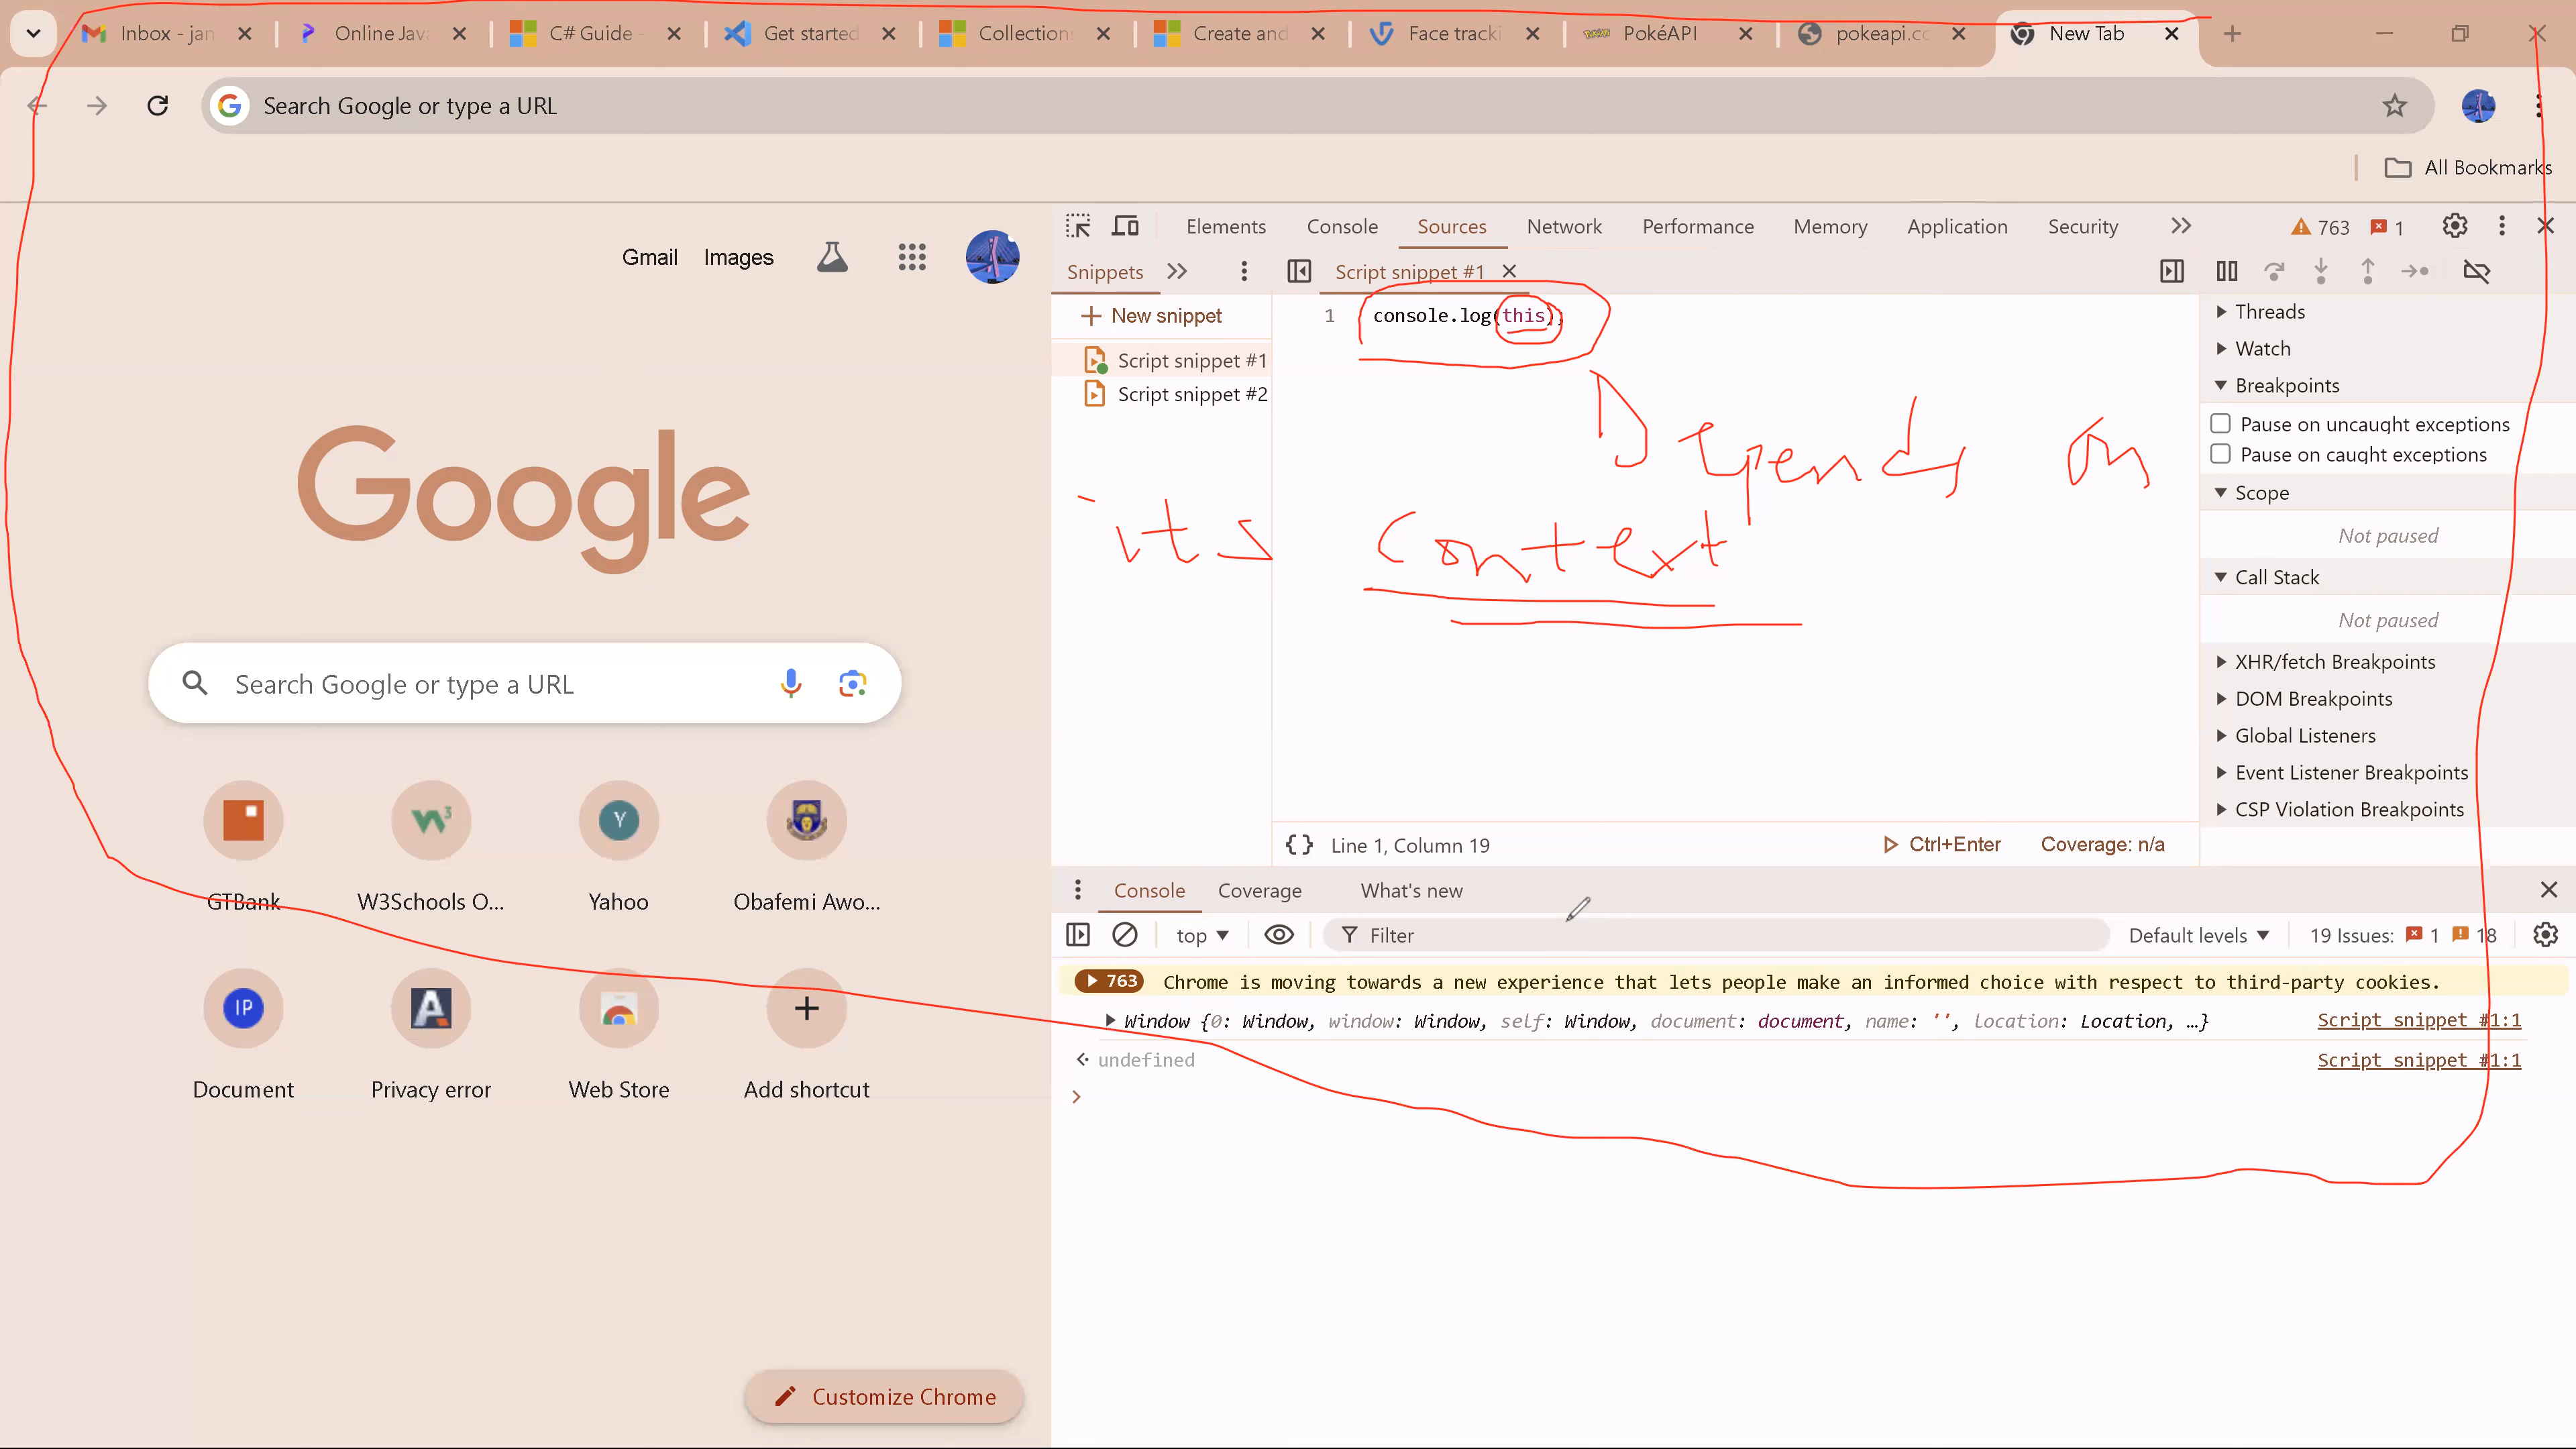 Inbox - jan
Online Java
C# Guide -
Get started
Collection
Create and
Face tracki
PokéAPI
pokeapi.co
New Tab
Search Google or type a URL
All Bookmarks
Gmail
Images
Elements
Console
Sources
Network
Performance
Memory
Application
Security
763
1
Snippets
Script snippet #1
New snippet
Script snippet #1
Script snippet #2
1 console.log(this);
Depends on
its context
Threads
Watch
Breakpoints
Pause on uncaught exceptions
Pause on caught exceptions
Scope
Not paused
Call Stack
Not paused
XHR/fetch Breakpoints
DOM Breakpoints
Global Listeners
Event Listener Breakpoints
CSP Violation Breakpoints
Google
Search Google or type a URL
GTBank
W3Schools O...
Y
Yahoo
Obafemi Awo...
IP
Document
Privacy error
Web Store
Add shortcut
Customize Chrome
{} Line 1, Column 19
Ctrl+Enter
Coverage: n/a
Console
Coverage
What's new
top
Filter
Default levels
19 Issues: 1 18
763 Chrome is moving towards a new experience that lets people make an informed choice with respect to third-party cookies.
Window {0: Window, window: Window, self: Window, document: document, name: '', location: Location, …}
Script snippet #1:1
undefined
Script snippet #1:1